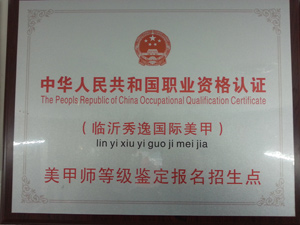 中华人民共和国职业资格认证
The People Republic of China Occupational Qualification Certificate
(临沂秀逸国际美甲)
lin yi xiu yi guo ji mei jia
美甲师等级鉴定报名招生点